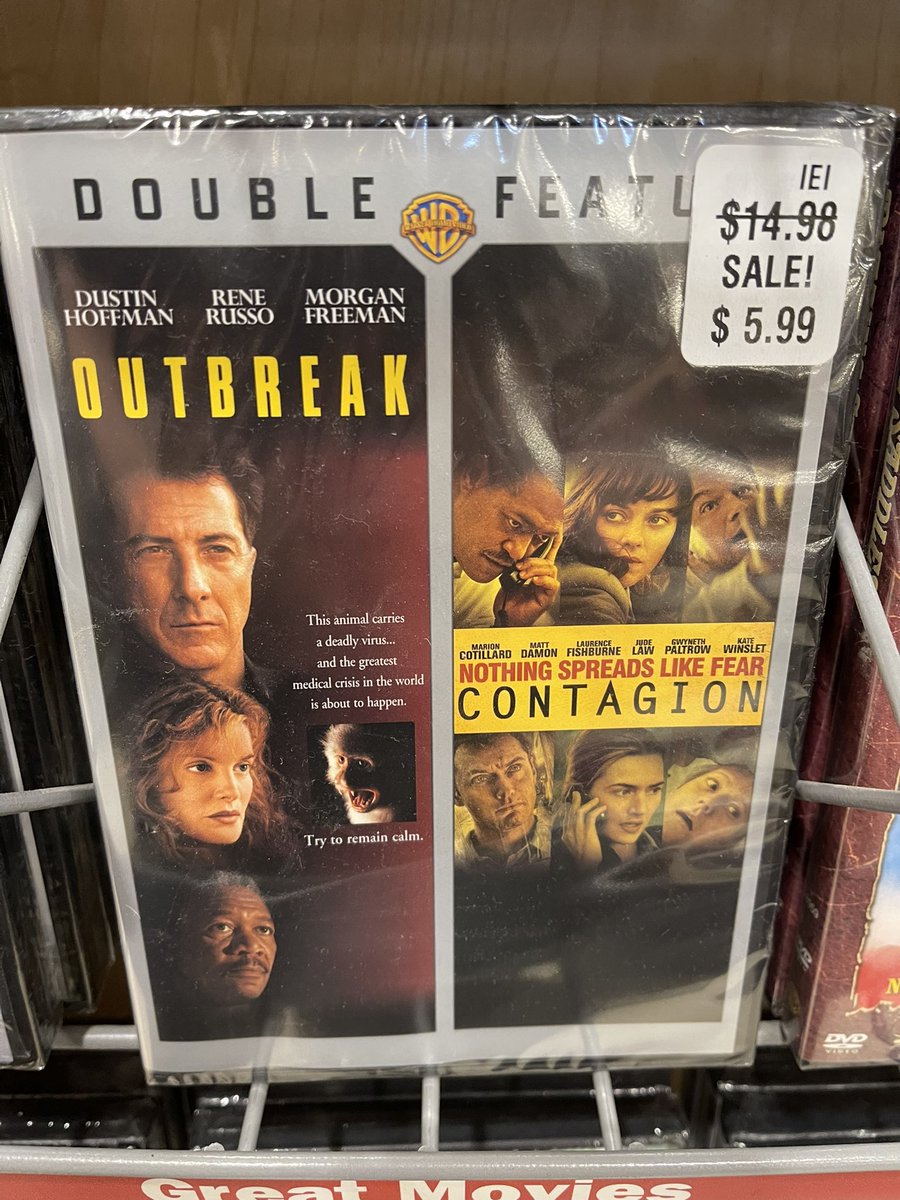 DOUBLE FEATU
IEI
$14.98
SALE!
$ 5.99
DUSTIN HOFFMAN
RENE RUSSO
MORGAN FREEMAN
OUTBREAK
This animal carries
a deadly virus...
and the greatest
medical crisis in the world
is about to happen.
Try to remain calm.
MARION COTILLARD
MATT DAMON
LAURENCE FISHBURNE
JUDE LAW
GWYNETH PALTROW
KATE WINSLET
NOTHING SPREADS LIKE FEAR
CONTAGION
DVD
VIDEO
Great Movies